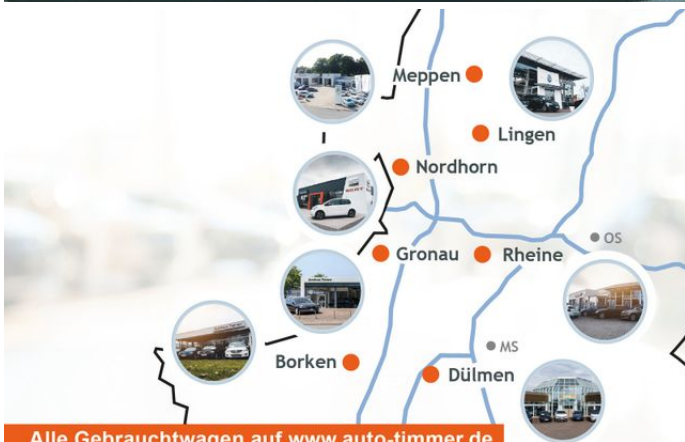 Meppen
Lingen
Nordhorn
OS
Gronau
Rheine
MS
Borken
Dülmen
Alle Gebrauchtwagen auf www.auto-timmer.de